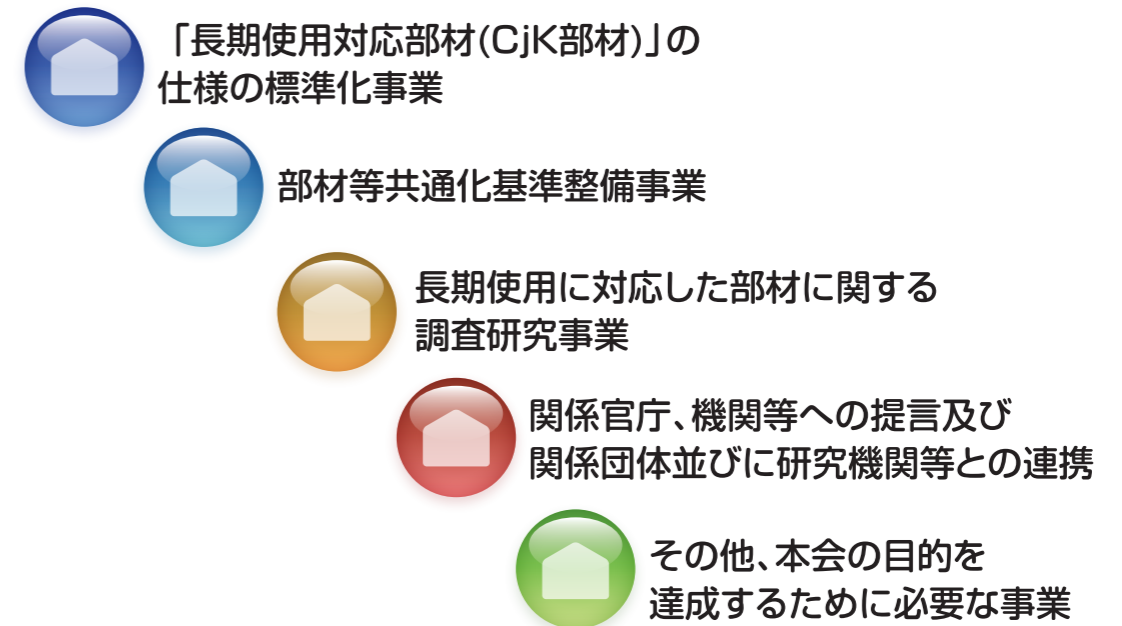 「長期使用対応部材(CjK部材)」の
仕様の標準化事業
部材等共通化基準整備事業
長期使用に対応した部材に関する
調査研究事業
関係官庁、機関等への提言及び
関係団体並びに研究機関等との連携
その他、本会の目的を
達成するために必要な事業